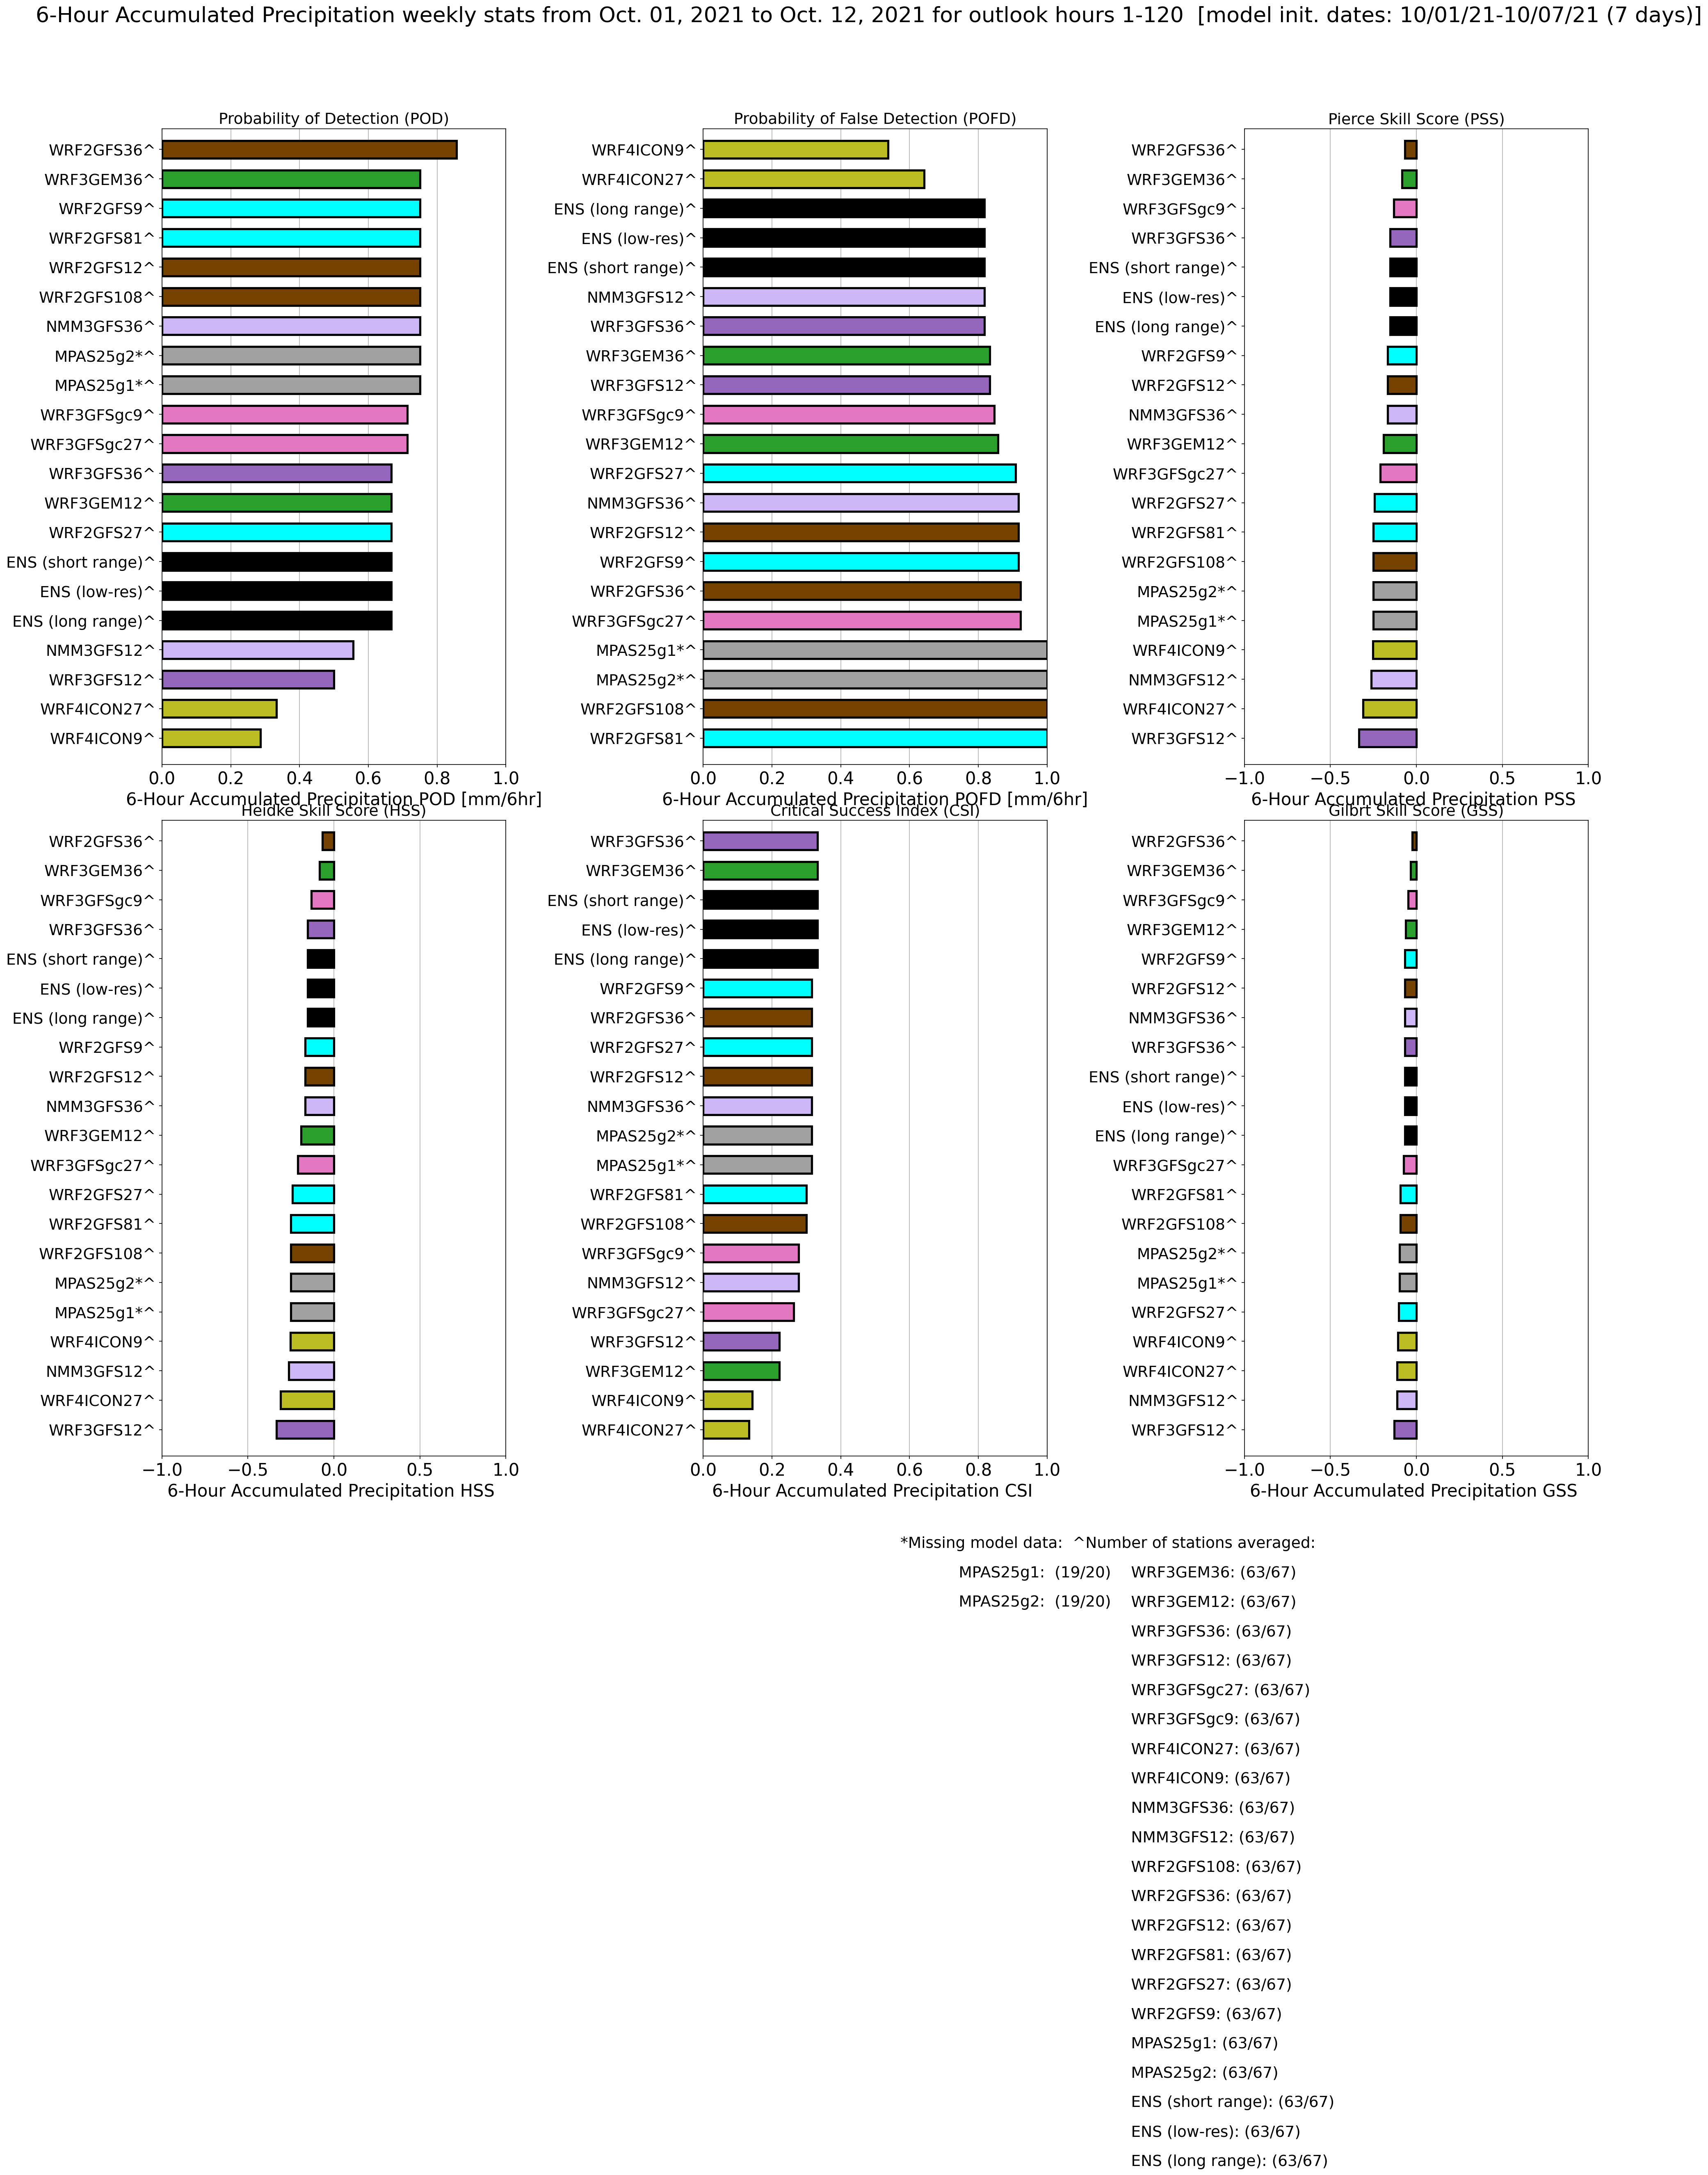 6-Hour Accumulated Precipitation weekly stats from Oct. 01, 2021 to Oct. 12, 2021 for outlook hours 1-120  [model init. dates: 10/01/21-10/07/21 (7 days)]
Probability of Detection (POD)
WRF2GFS36^
WRF3GEM36^
WRF2GFS9^
WRF2GFS81^
WRF2GFS12^
WRF2GFS108^
NMM3GFS36^
MPAS25g2*^
MPAS25g1*^
WRF3GFSgc9^
WRF3GFSgc27^
WRF3GFS36^
WRF3GEM12^
WRF2GFS27^
ENS (short range)^
ENS (low-res)^
ENS (long range)^
NMM3GFS12^
WRF3GFS12^
WRF4ICON27^
WRF4ICON9^
0.0 0.2 0.4 0.6 0.8 1.0
6-Hour Accumulated Precipitation POD [mm/6hr]
Probability of False Detection (POFD)
WRF4ICON9^
WRF4ICON27^
ENS (long range)^
ENS (low-res)^
ENS (short range)^
NMM3GFS12^
WRF3GFS36^
WRF3GEM36^
WRF3GFS12^
WRF3GFSgc9^
WRF3GEM12^
WRF2GFS27^
NMM3GFS36^
WRF2GFS12^
WRF2GFS9^
WRF2GFS36^
WRF3GFSgc27^
MPAS25g1*^
MPAS25g2*^
WRF2GFS108^
WRF2GFS81^
0.0 0.2 0.4 0.6 0.8 1.0
6-Hour Accumulated Precipitation POFD [mm/6hr]
Pierce Skill Score (PSS)
WRF2GFS36^
WRF3GEM36^
WRF3GFSgc9^
WRF3GFS36^
ENS (short range)^
ENS (low-res)^
ENS (long range)^
WRF2GFS9^
WRF2GFS12^
NMM3GFS36^
WRF3GEM12^
WRF3GFSgc27^
WRF2GFS27^
WRF2GFS81^
WRF2GFS108^
MPAS25g2*^
MPAS25g1*^
WRF4ICON9^
NMM3GFS12^
WRF4ICON27^
WRF3GFS12^
−1.0 −0.5 0.0 0.5 1.0
6-Hour Accumulated Precipitation PSS
Heidke Skill Score (HSS)
WRF2GFS36^
WRF3GEM36^
WRF3GFSgc9^
WRF3GFS36^
ENS (short range)^
ENS (low-res)^
ENS (long range)^
WRF2GFS9^
WRF2GFS12^
NMM3GFS36^
WRF3GEM12^
WRF3GFSgc27^
WRF2GFS27^
WRF2GFS81^
WRF2GFS108^
MPAS25g2*^
MPAS25g1*^
WRF4ICON9^
NMM3GFS12^
WRF4ICON27^
WRF3GFS12^
−1.0 −0.5 0.0 0.5 1.0
6-Hour Accumulated Precipitation HSS
Critical Success Index (CSI)
WRF3GFS36^
WRF3GEM36^
ENS (short range)^
ENS (low-res)^
ENS (long range)^
WRF2GFS9^
WRF2GFS36^
WRF2GFS27^
WRF2GFS12^
NMM3GFS36^
MPAS25g2*^
MPAS25g1*^
WRF2GFS81^
WRF2GFS108^
WRF3GFSgc9^
NMM3GFS12^
WRF3GFSgc27^
WRF3GFS12^
WRF3GEM12^
WRF4ICON9^
WRF4ICON27^
0.0 0.2 0.4 0.6 0.8 1.0
6-Hour Accumulated Precipitation CSI
Gilbrt Skill Score (GSS)
WRF2GFS36^
WRF3GEM36^
WRF3GFSgc9^
WRF3GEM12^
WRF2GFS9^
WRF2GFS12^
NMM3GFS36^
WRF3GFS36^
ENS (short range)^
ENS (low-res)^
ENS (long range)^
WRF3GFSgc27^
WRF2GFS81^
WRF2GFS108^
MPAS25g2*^
MPAS25g1*^
WRF2GFS27^
WRF4ICON9^
WRF4ICON27^
NMM3GFS12^
WRF3GFS12^
−1.0 −0.5 0.0 0.5 1.0
6-Hour Accumulated Precipitation GSS
*Missing model data:  ^Number of stations averaged:
MPAS25g1:  (19/20) WRF3GEM36: (63/67)
MPAS25g2:  (19/20) WRF3GEM12: (63/67)
WRF3GFS36: (63/67)
WRF3GFS12: (63/67)
WRF3GFSgc27: (63/67)
WRF3GFSgc9: (63/67)
WRF4ICON27: (63/67)
WRF4ICON9: (63/67)
NMM3GFS36: (63/67)
NMM3GFS12: (63/67)
WRF2GFS108: (63/67)
WRF2GFS36: (63/67)
WRF2GFS12: (63/67)
WRF2GFS81: (63/67)
WRF2GFS27: (63/67)
WRF2GFS9: (63/67)
MPAS25g1: (63/67)
MPAS25g2: (63/67)
ENS (short range): (63/67)
ENS (low-res): (63/67)
ENS (long range): (63/67)